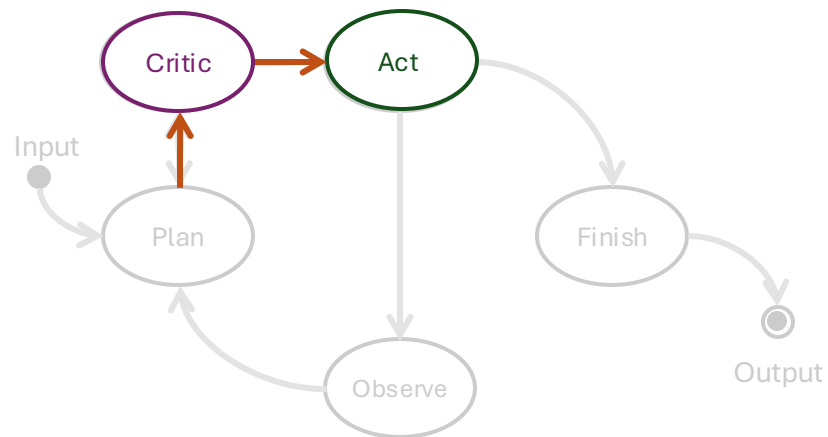 Critic
Act
Input
Plan
Finish
Observe
Output